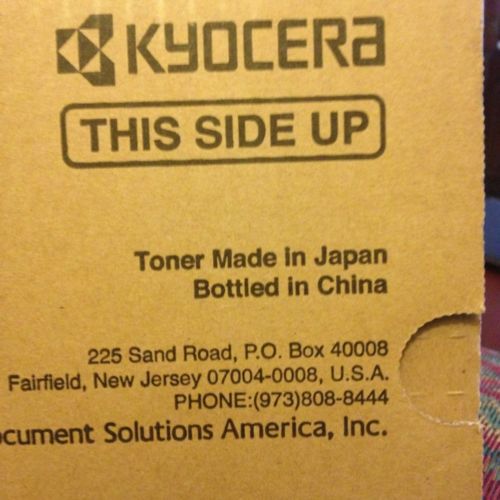 KYOCERA
THIS SIDE UP
Toner Made in Japan
Bottled in China
225 Sand Road, P.O. Box 40008
Fairfield, New Jersey 07004-0008, U.S.A.
PHONE:(973)808-8444
ocument Solutions America, Inc.